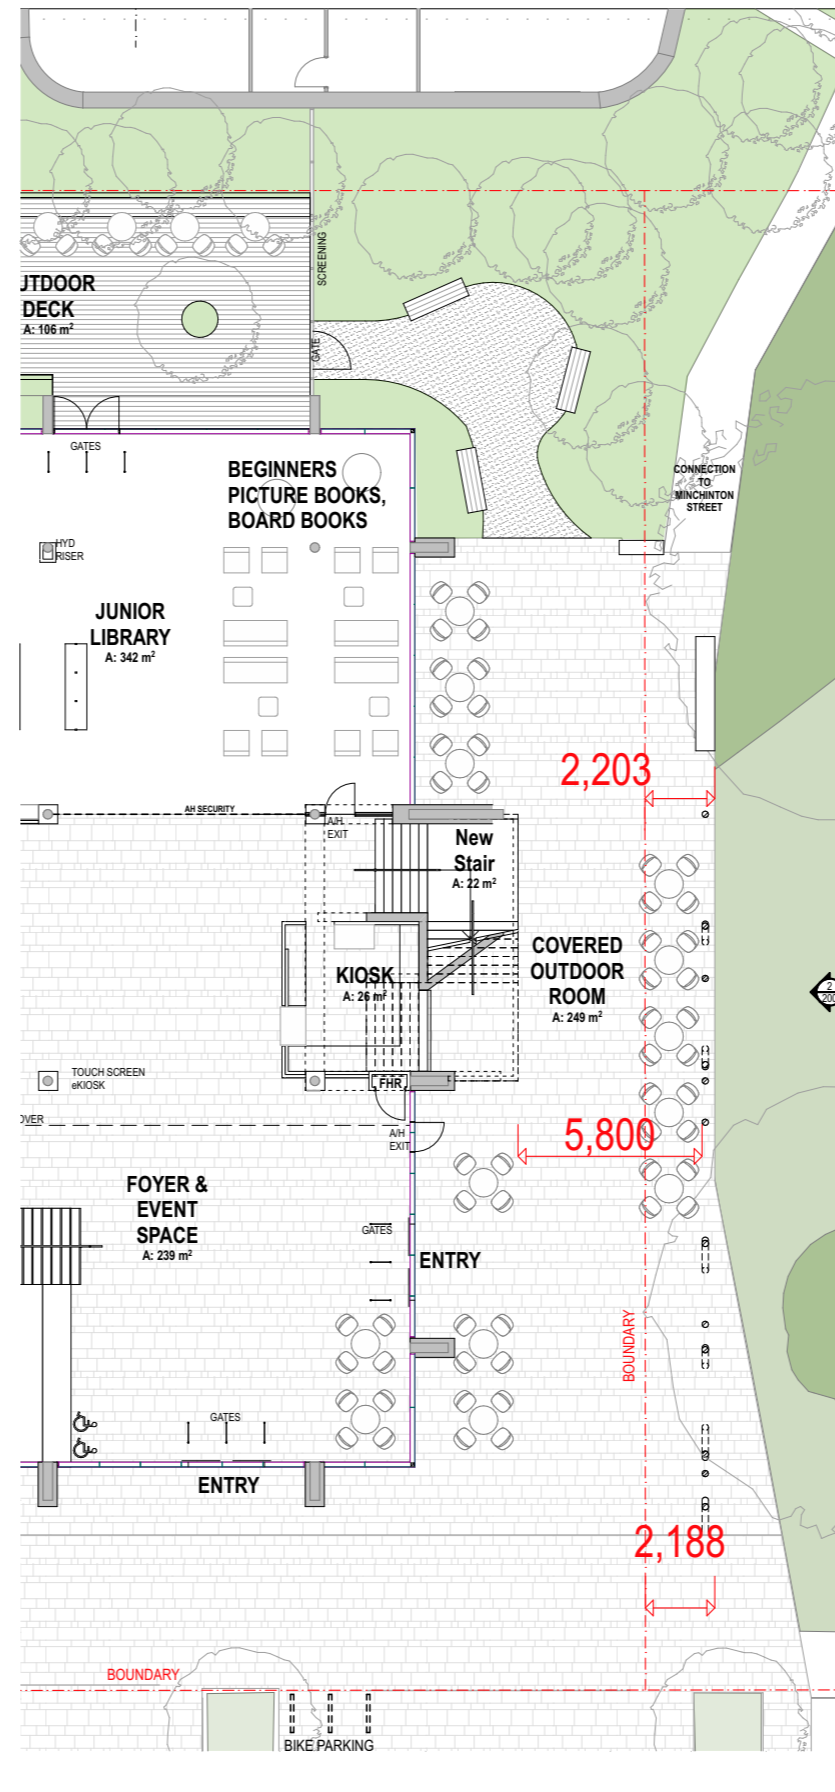 SCREENING
JTDOOR
DECK
A: 106 m²
GATE
GATES
BEGINNERS
PICTURE BOOKS,
BOARD BOOKS
CONNECTION
TO
MINCHINTON
STREET
HYD
RISER
JUNIOR
LIBRARY
A: 342 m²
2,203
AH SECURITY
A/H
EXIT
New
Stair
A: 22 m²
COVERED
OUTDOOR
ROOM
A: 249 m²
KIOSK
A: 26 m²
2
200
TOUCH SCREEN
eKIOSK
FHR
OVER
A/H
EXIT
5,800
FOYER &
EVENT
SPACE
A: 239 m²
GATES
ENTRY
BOUNDARY
GATES
ENTRY
2,188
BOUNDARY
BIKE PARKING